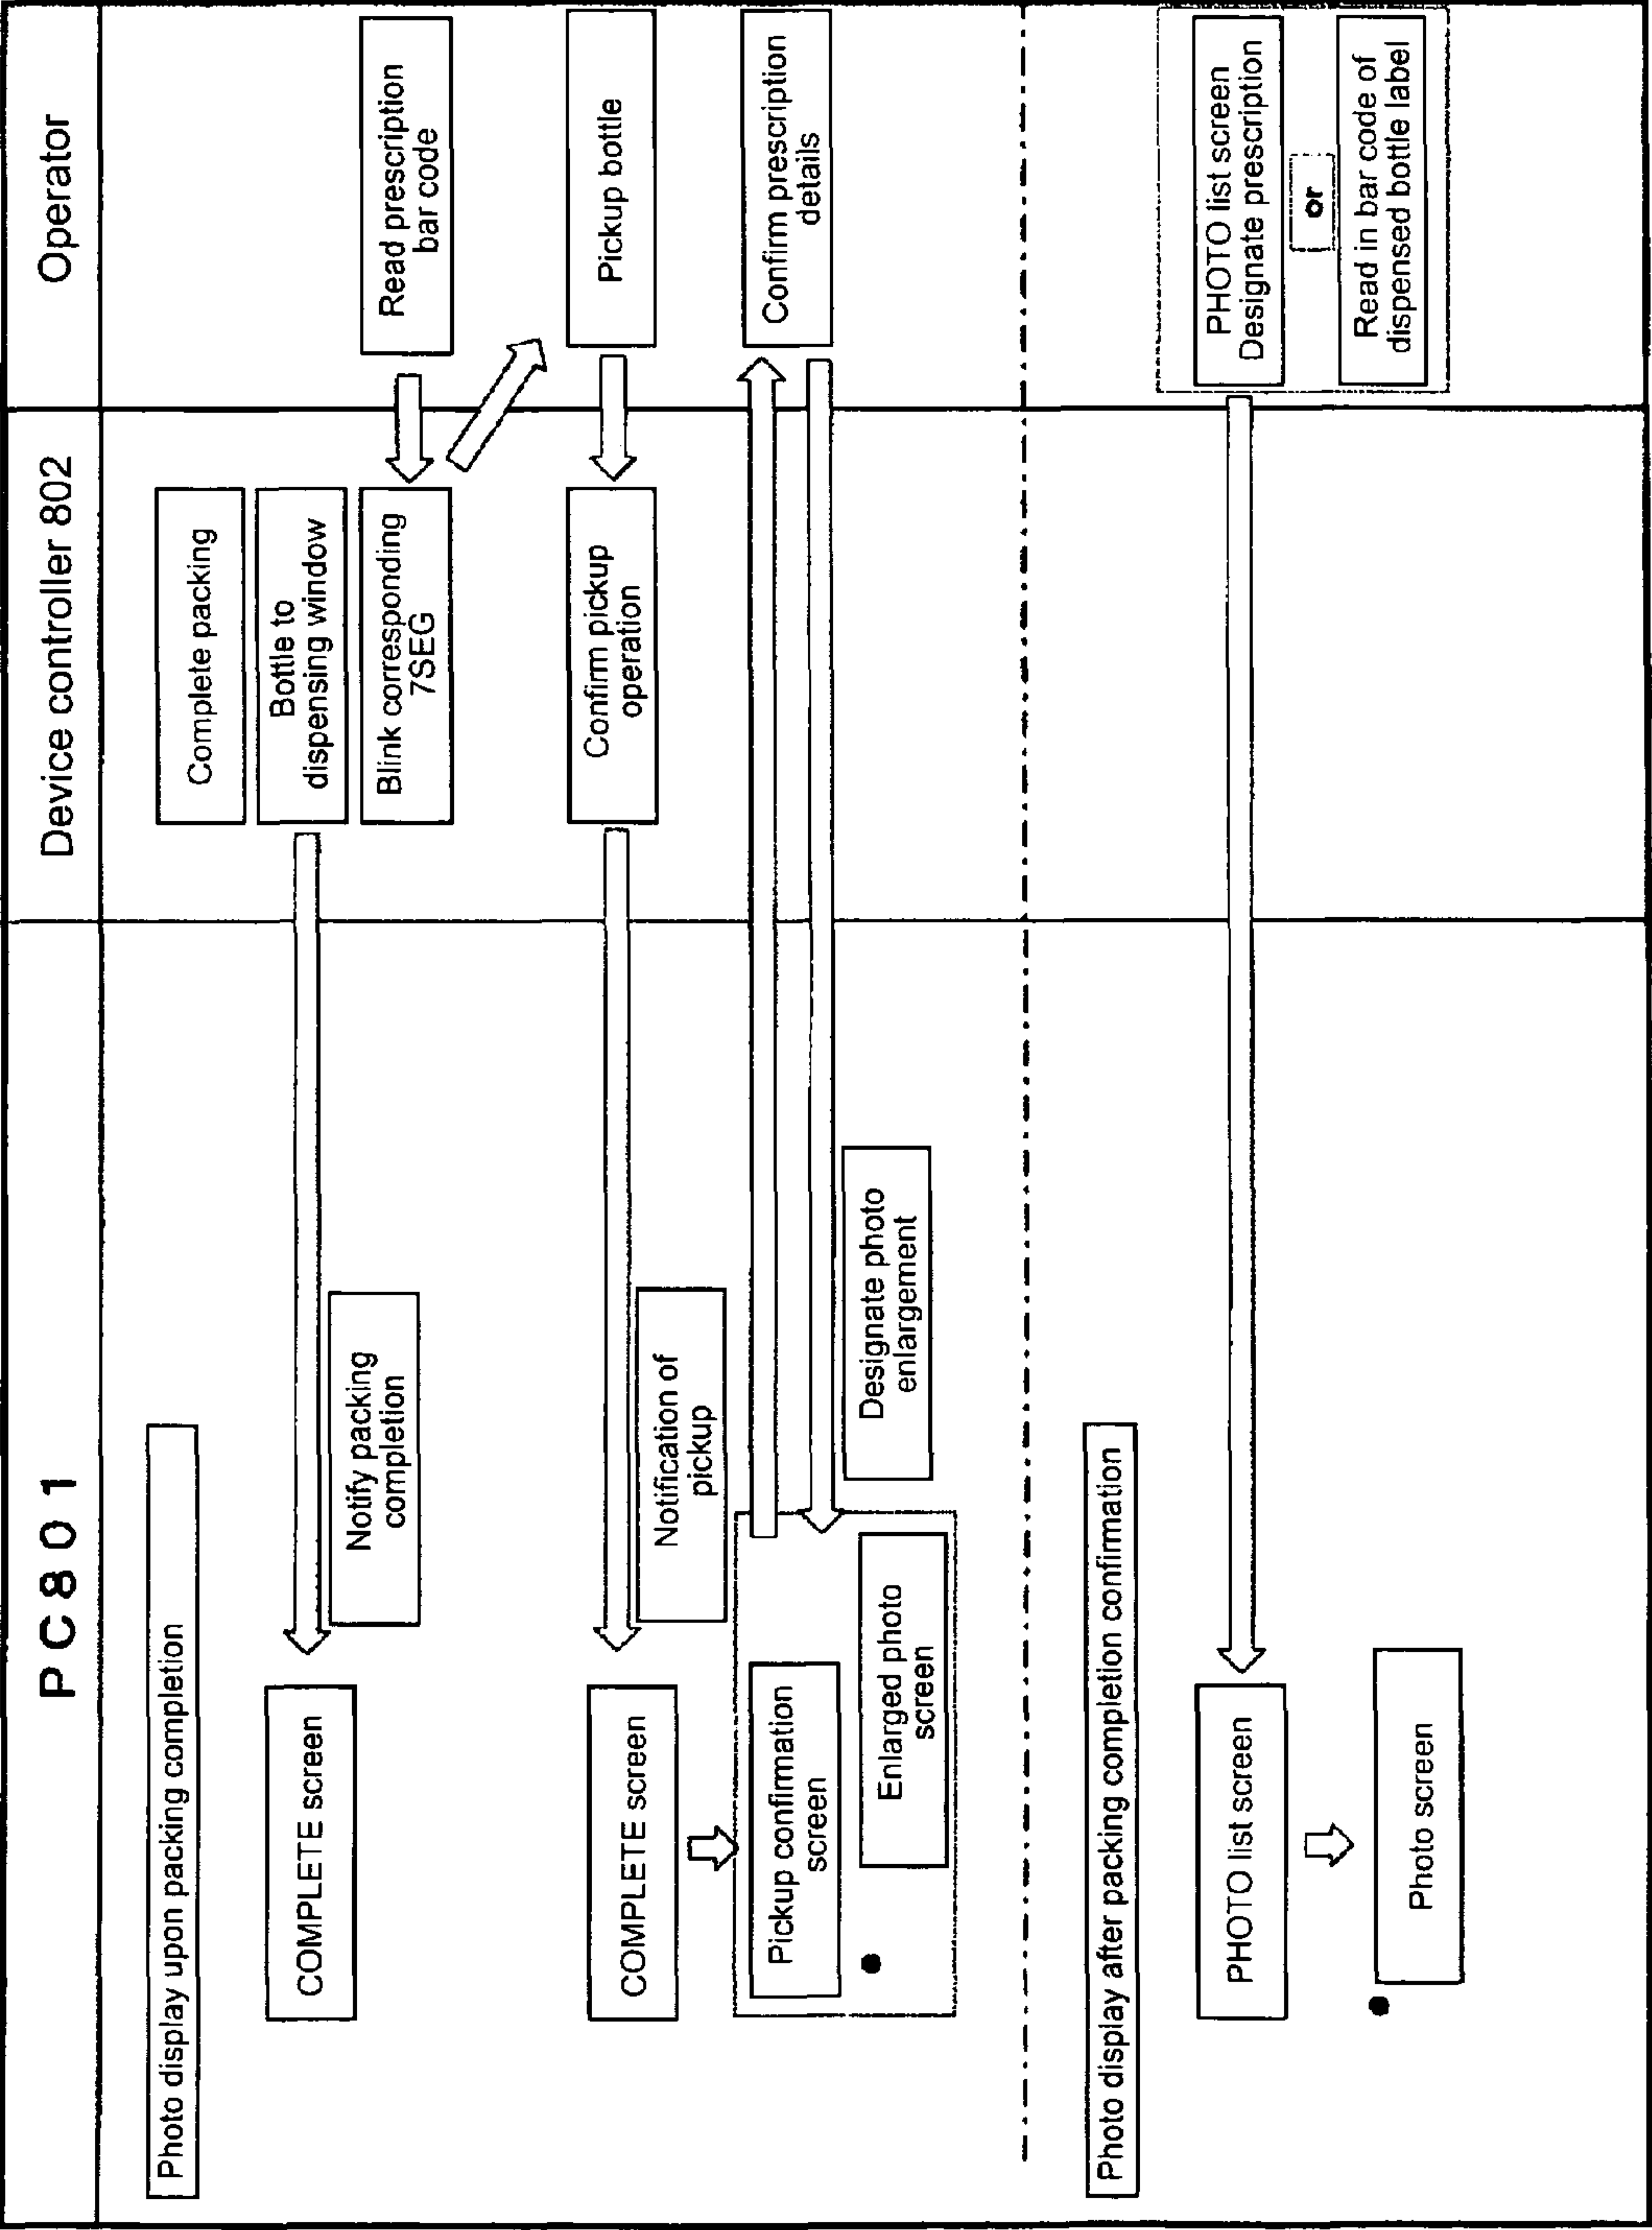 PC801
Device controller 802
Operator
Photo display upon packing completion
Complete packing
Bottle to
dispensing window
COMPLETE screen
Notify packing
completion
Blink corresponding
7SEG
Read prescription
bar code
Pickup bottle
Confirm pickup
operation
COMPLETE screen
Notification of
pickup
Pickup confirmation
screen
Confirm prescription
details
Enlarged photo
screen
Designate photo
enlargement
Photo display after packing completion confirmation
PHOTO list screen
PHOTO list screen
Designate prescription
or
Read in bar code of
dispensed bottle label
Photo screen